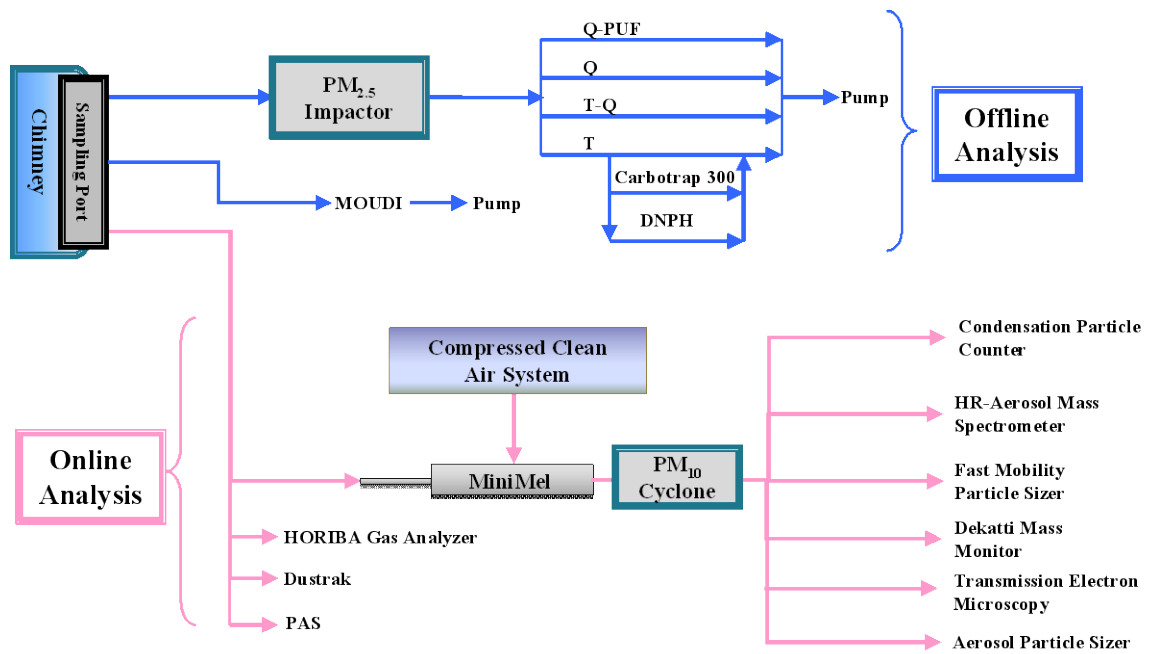 Chimney
Sampling Port
PM2.5
Impactor
Q-PUF
Q
T-Q
T
Carbotrap 300
DNPH
Pump
Offline
Analysis
MOUDI
Pump
Online
Analysis
Compressed Clean
Air System
MiniMel
PM10
Cyclone
HORIBA Gas Analyzer
Dustrak
PAS
Condensation Particle
Counter
HR-Aerosol Mass
Spectrometer
Fast Mobility
Particle Sizer
Dekatti Mass
Monitor
Transmission Electron
Microscopy
Aerosol Particle Sizer